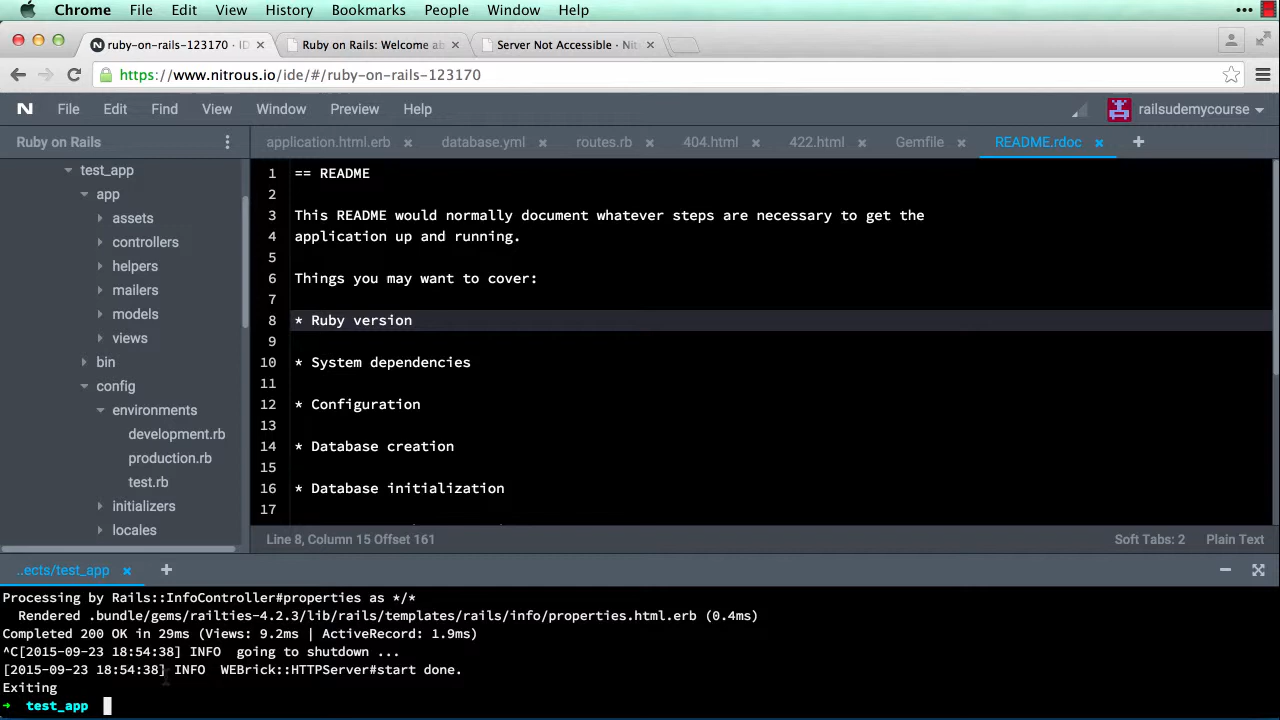 Chrome File Edit View History Bookmarks People Window Help
ruby-on-rails-123170 · ID Ruby on Rails: Welcome ab Server Not Accessible · Nit
https://www.nitrous.io/ide/#/ruby-on-rails-123170
N File Edit Find View Window Preview Help railsudemycourse
Ruby on Rails application.html.erb database.yml routes.rb 404.html 422.html Gemfile README.rdoc
test_app
app
assets
controllers
helpers
mailers
models
views
bin
config
environments
development.rb
production.rb
test.rb
initializers
locales
1 == README
2
3 This README would normally document whatever steps are necessary to get the
4 application up and running.
5
6 Things you may want to cover:
7
8 * Ruby version
9
10 * System dependencies
11
12 * Configuration
13
14 * Database creation
15
16 * Database initialization
17
Line 8, Column 15 Offset 161 Soft Tabs: 2 Plain Text
..ects/test_app
Processing by Rails::InfoController#properties as */*
Rendered .bundle/gems/railties-4.2.3/lib/rails/templates/rails/info/properties.html.erb (0.4ms)
Completed 200 OK in 29ms (Views: 9.2ms | ActiveRecord: 1.9ms)
^C[2015-09-23 18:54:38] INFO going to shutdown ...
[2015-09-23 18:54:38] INFO WEBrick::HTTPServer#start done.
Exiting
→ test_app